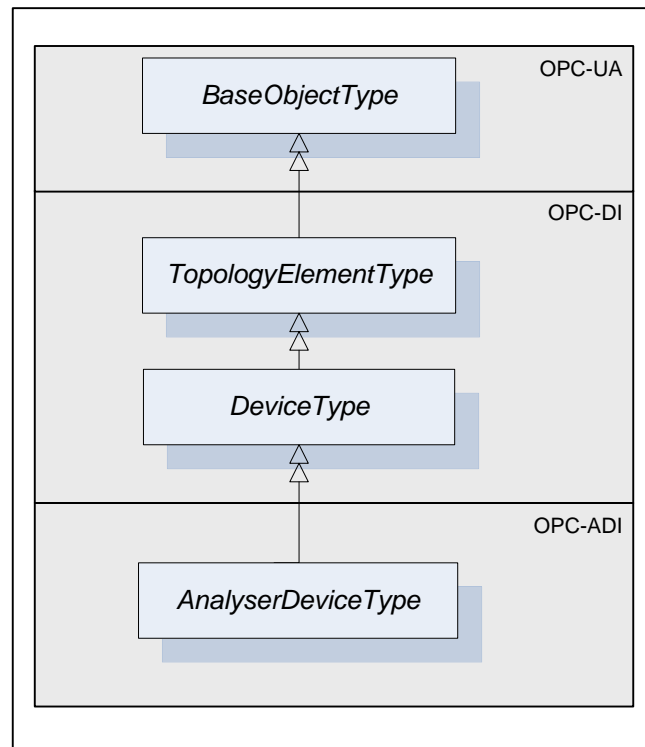 OPC-UA
BaseObjectType
OPC-DI
TopologyElementType
DeviceType
OPC-ADI
AnalyserDeviceType